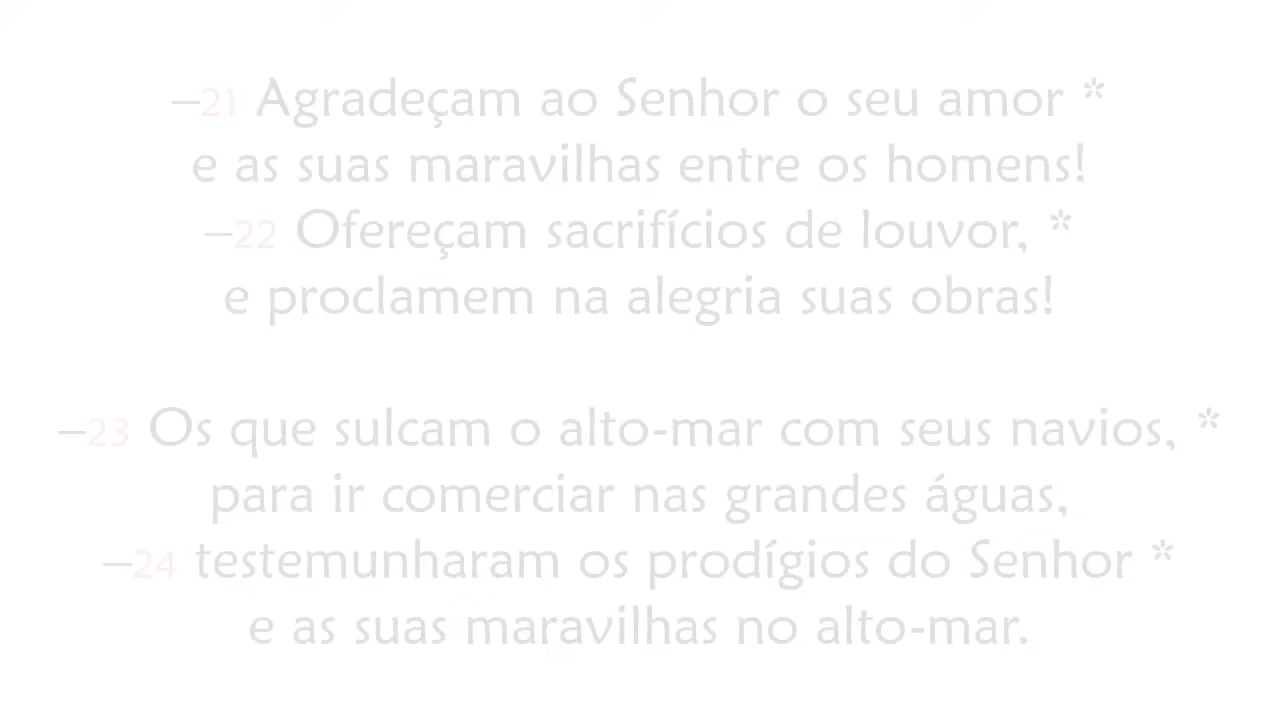 –21 Agradeçam ao Senhor o seu amor *
e as suas maravilhas entre os homens!
–22 Ofereçam sacrifícios de louvor, *
e proclamem na alegria suas obras!
–23 Os que sulcam o alto-mar com seus navios, *
para ir comerciar nas grandes águas,
–24 testemunharam os prodígios do Senhor *
e as suas maravilhas no alto-mar.